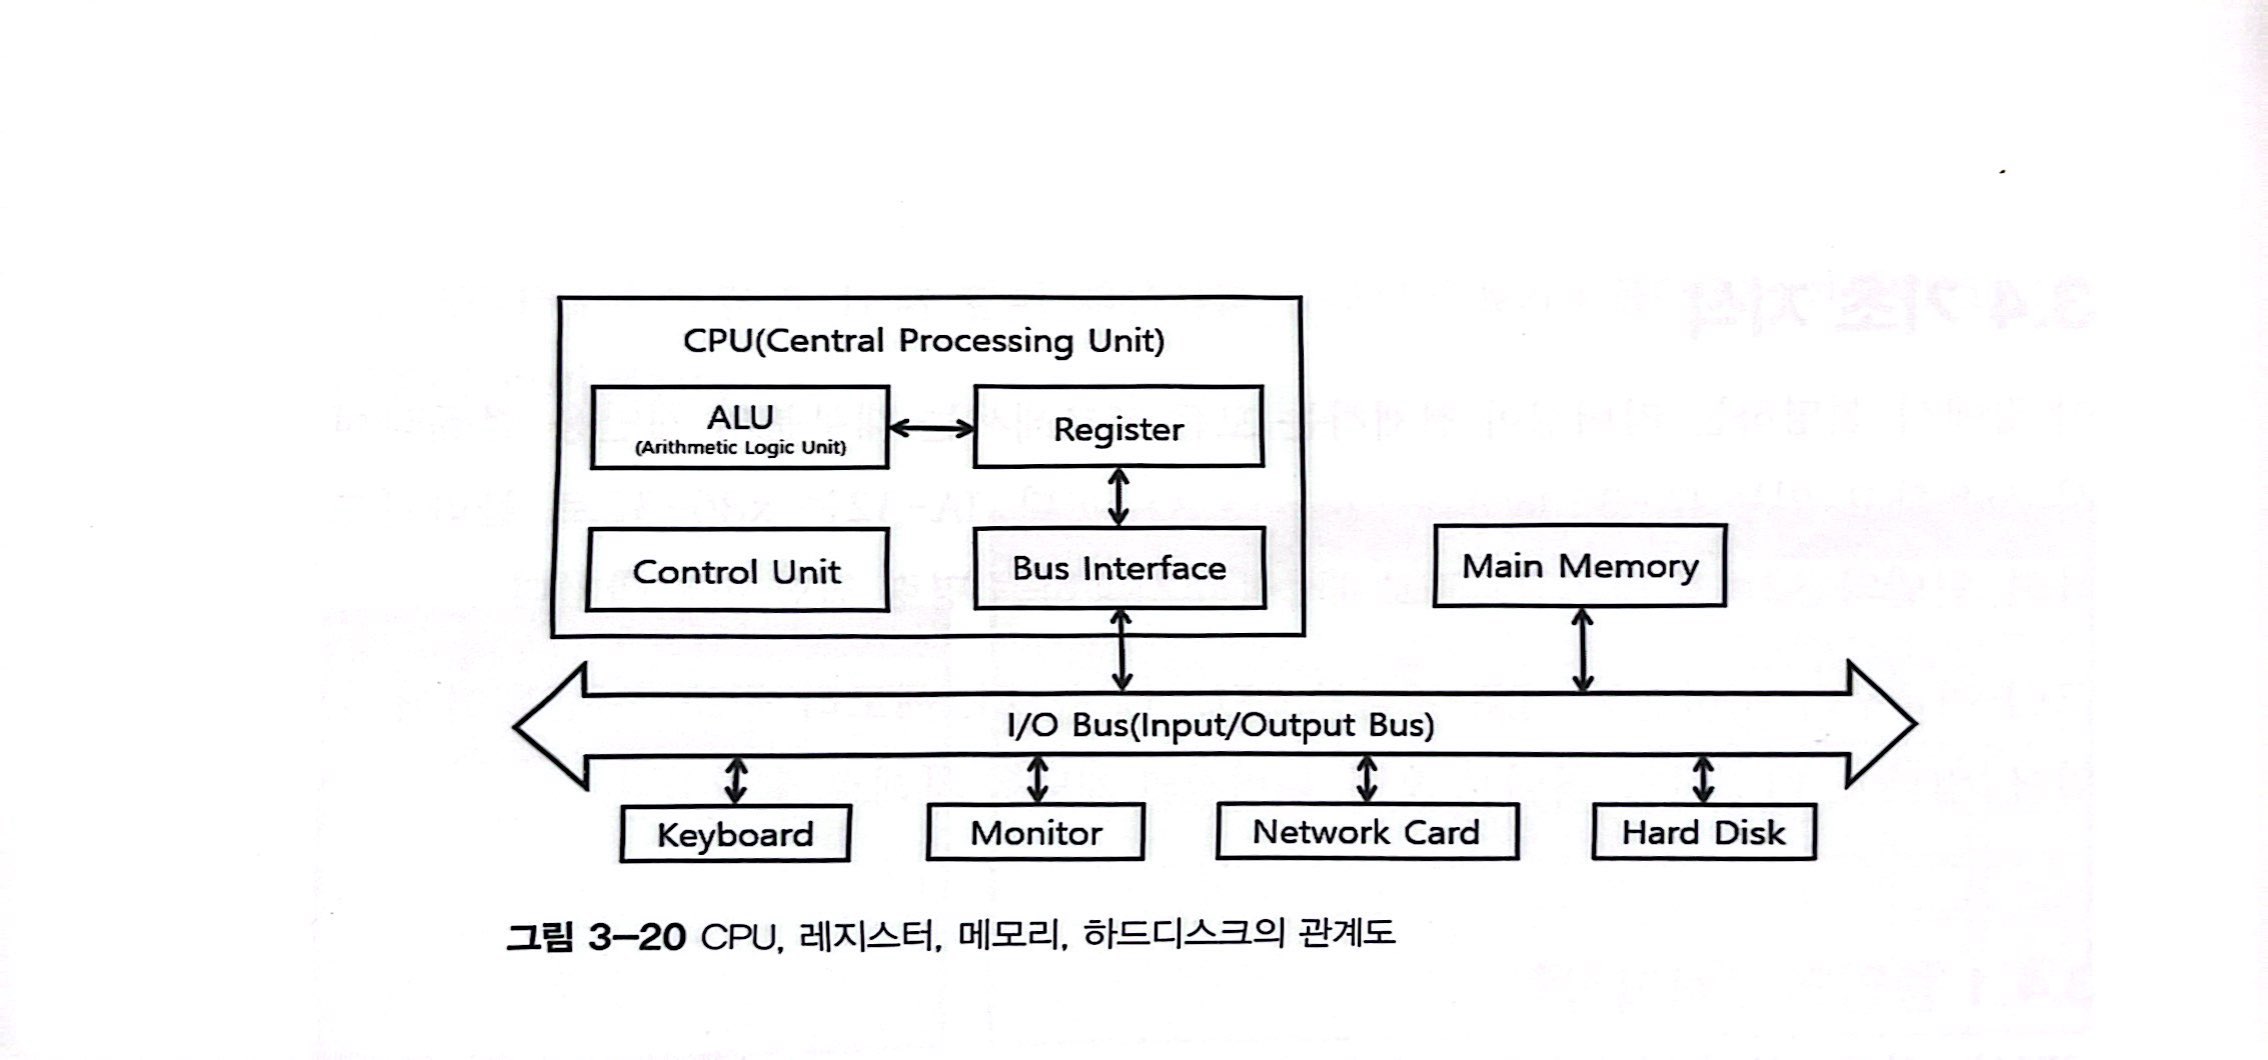 CPU(Central Processing Unit)
ALU
(Arithmetic Logic Unit)
Register
Control Unit
Bus Interface
Main Memory
I/O Bus(Input/Output Bus)
Keyboard
Monitor
Network Card
Hard Disk
그림 3-20 CPU, 레지스터, 메모리, 하드디스크의 관계도